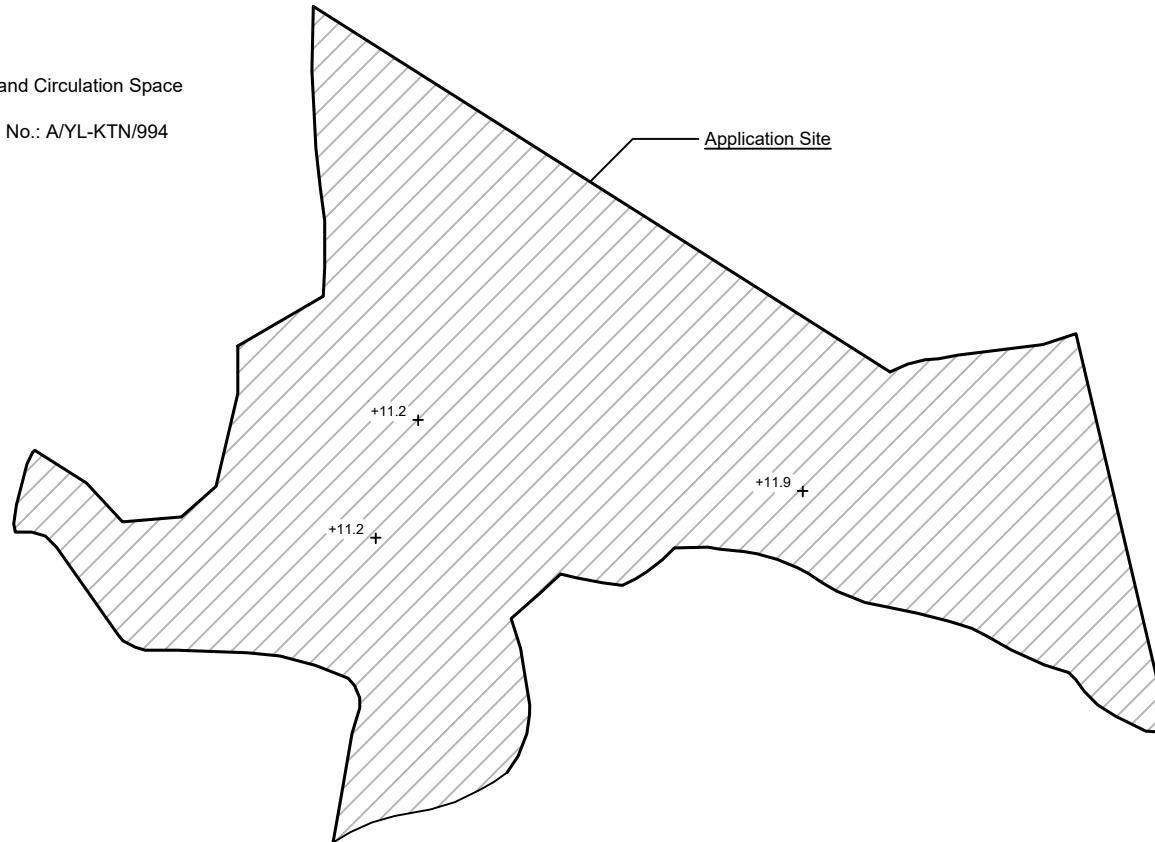 and Circulation Space
No.: A/YL-KTN/994
Application Site
+11.2
+11.9
+11.2